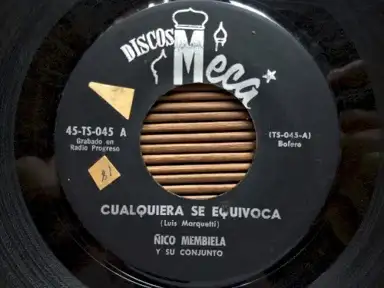 DISCOS
Meca
45-TS-045 A
Grabado en
Radio Progreso
(TS-045-A)
Bolero
81
CUALQUIERA SE EQUIVOCA
(Luis Marquetti)
ÑICO MEMBIELA
Y SU CONJUNTO